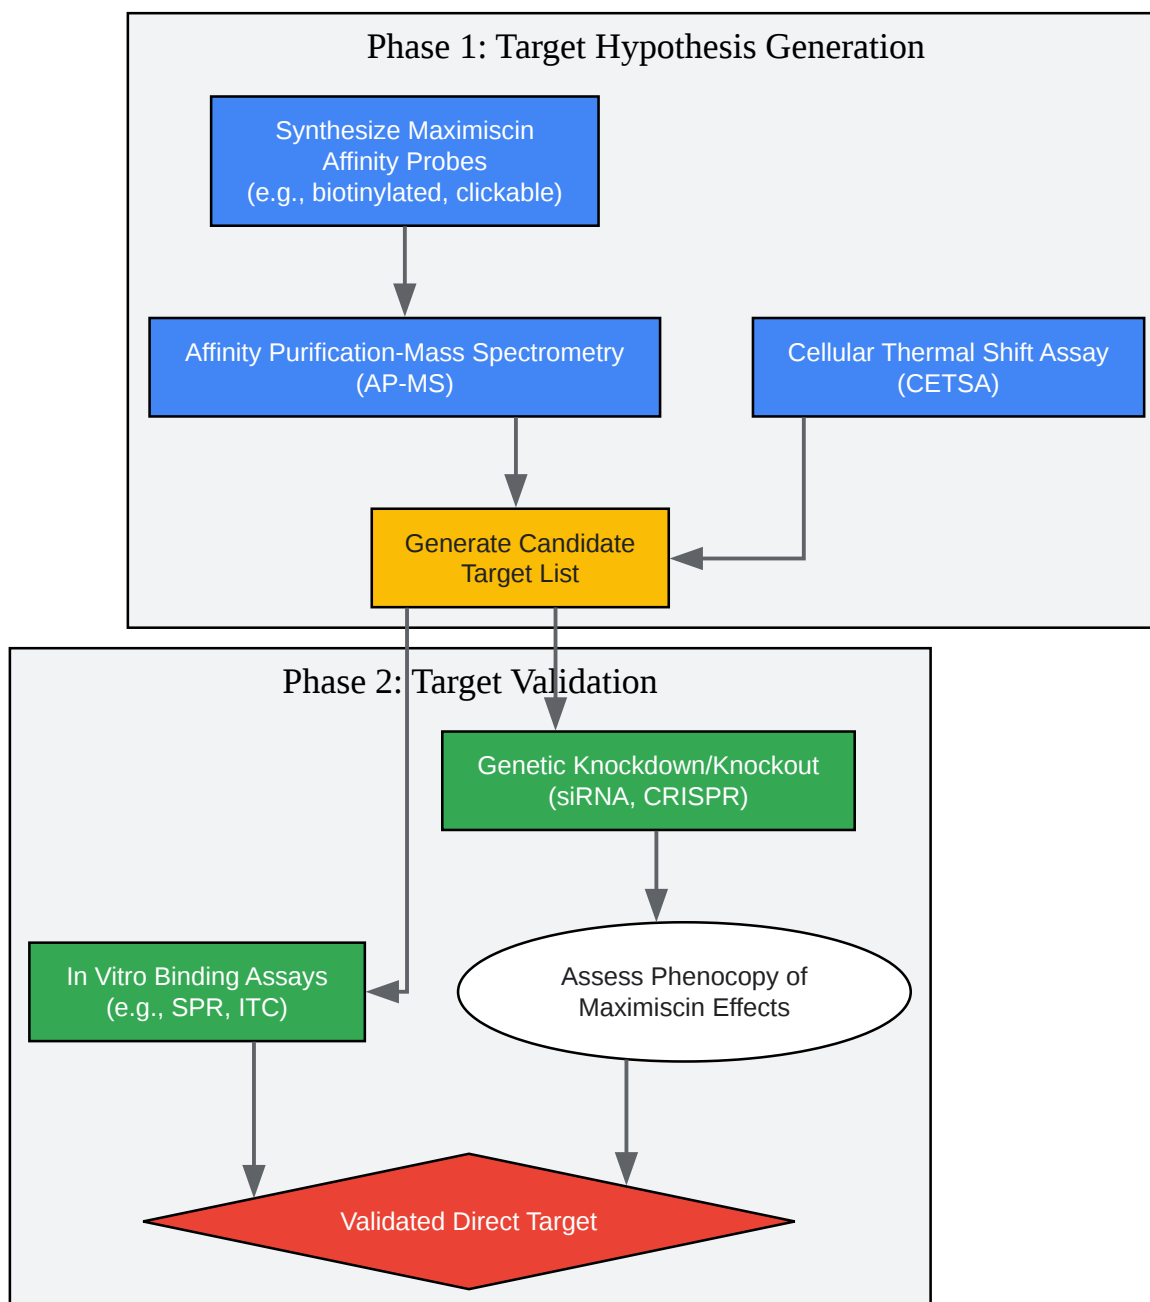 Phase 1: Target Hypothesis Generation
Synthesize Maximiscin
Affinity Probes
(e.g., biotinylated, clickable)
Affinity Purification-Mass Spectrometry
(AP-MS)
Cellular Thermal Shift Assay
(CETSA)
Generate Candidate
Target List
Phase 2: Target Validation
Genetic Knockdown/Knockout
(siRNA, CRISPR)
In Vitro Binding Assays
(e.g., SPR, ITC)
Assess Phenocopy of
Maximiscin Effects
Validated Direct Target